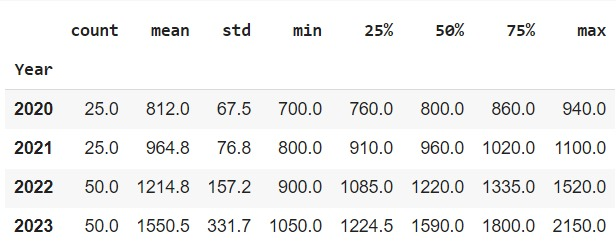 count mean std min 25% 50% 75% max
Year
2020 25.0 812.0 67.5 700.0 760.0 800.0 860.0 940.0
2021 25.0 964.8 76.8 800.0 910.0 960.0 1020.0 1100.0
2022 50.0 1214.8 157.2 900.0 1085.0 1220.0 1335.0 1520.0
2023 50.0 1550.5 331.7 1050.0 1224.5 1590.0 1800.0 2150.0